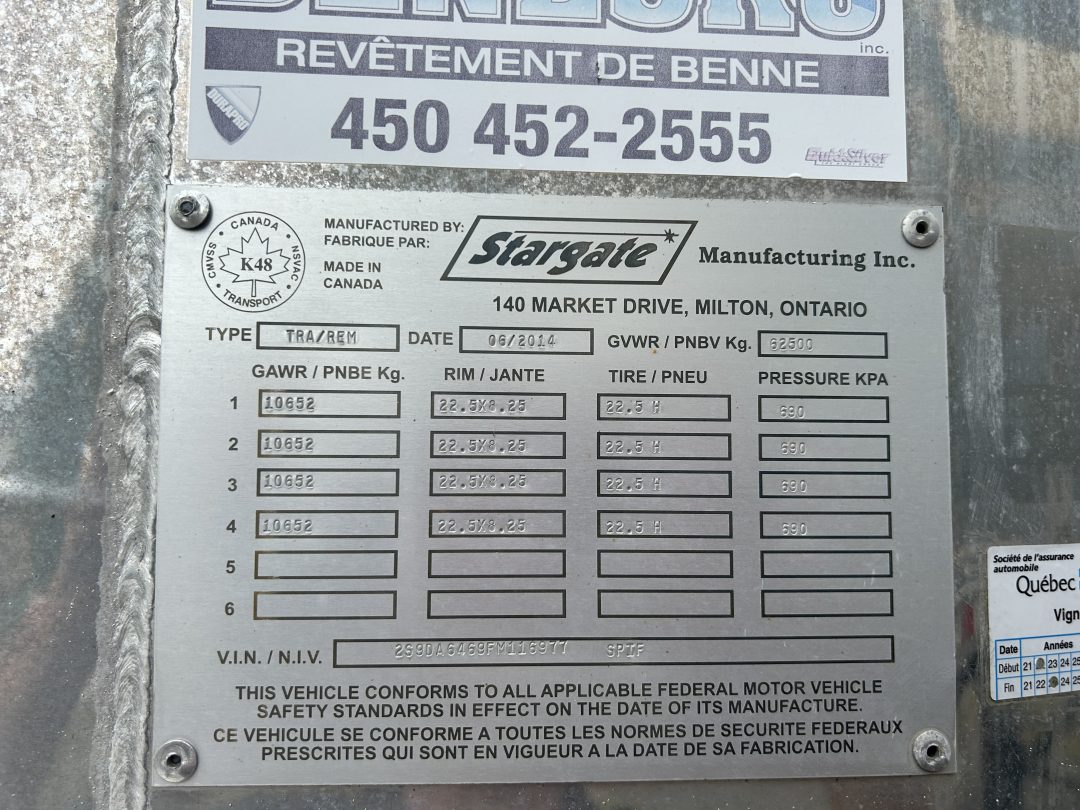 inc.
REVÊTEMENT DE BENNE
DURAPRO
450 452-2555
QuickSilver
CANADA
CMVSS
NSVAC
K48
TRANSPORT
MANUFACTURED BY:
FABRIQUE PAR:
MADE IN
CANADA
Stargate Manufacturing Inc.
140 MARKET DRIVE, MILTON, ONTARIO
TYPE TRA/REM DATE 06/2014 GVWR / PNBV Kg. 62500
GAWR / PNBE Kg. RIM / JANTE TIRE / PNEU PRESSURE KPA
1 10652 22.5X8.25 22.5 H 690
2 10652 22.5X8.25 22.5 H 690
3 10652 22.5X8.25 22.5 H 690
4 10652 22.5X8.25 22.5 H 690
5
6
V.I.N. / N.I.V. 2S9DA6469FM116977 SPIF
THIS VEHICLE CONFORMS TO ALL APPLICABLE FEDERAL MOTOR VEHICLE
SAFETY STANDARDS IN EFFECT ON THE DATE OF ITS MANUFACTURE.
CE VEHICULE SE CONFORME A TOUTES LES NORMES DE SECURITE FEDERAUX
PRESCRITES QUI SONT EN VIGUEUR A LA DATE DE SA FABRICATION.
Société de l'assurance
automobile
Québec
Vign
Date Années
Début 21 23 24 25
Fin 21 22 24 25